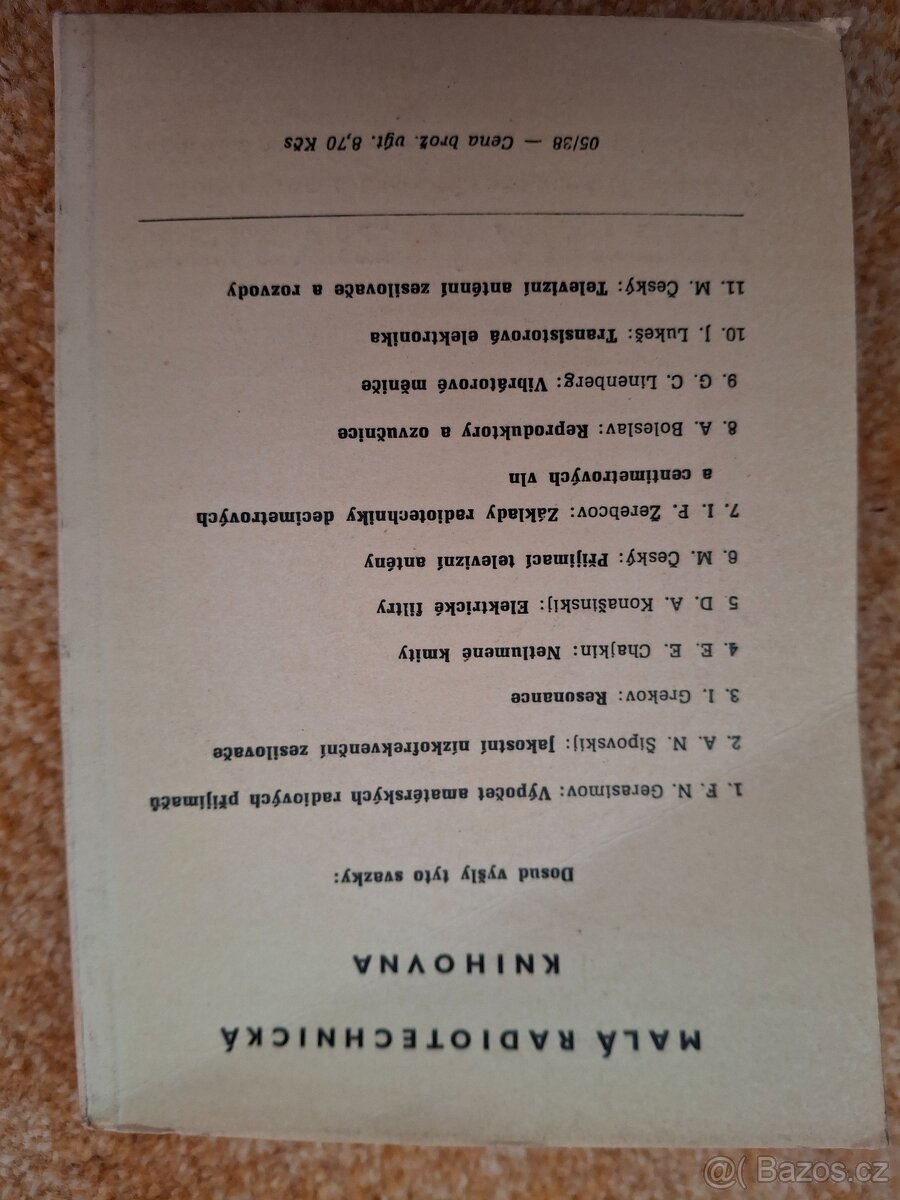 MALÁ RADIOTECHNICKÁ
KNIHOVNA
Dosud vyšly tyto svazky:
1. F. N. Gerasimov: Výpočet amatérských radiových přijimačů
2. A. N. Šipovskij: Jakostní nízkofrekvenční zesilovače
3. I. Grekov: Resonance
4. E. E. Chajkin: Netlumené kmity
5 D. A. Konašinskij: Elektrické filtry
6. M. Český: Přijimací televizní antény
7. I. P. Žerebcov: Základy radiotechniky decimetrových
a centimetrových vln
8. A. Boleslav: Reproduktory a ozvučnice
9. G. C. Linenberg: Vibrátorové měniče
10. J. Lukeš: Transistorová elektronika
11. M. Český: Televizní anténní zesilovače a rozvody
05/38 — Cena brož. výt. 8,70 Kčs
@( Bazos.cz